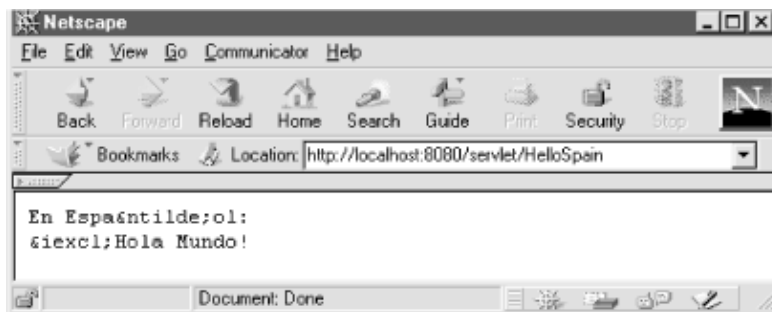 Netscape
File Edit View Go Communicator Help
Back Forward Reload Home Search Guide Print Security Stop N
Bookmarks Location: http://localhost:8080/servlet/HelloSpain
En Espa&ntilde;ol:
&iexcl;Hola Mundo!
Document: Done